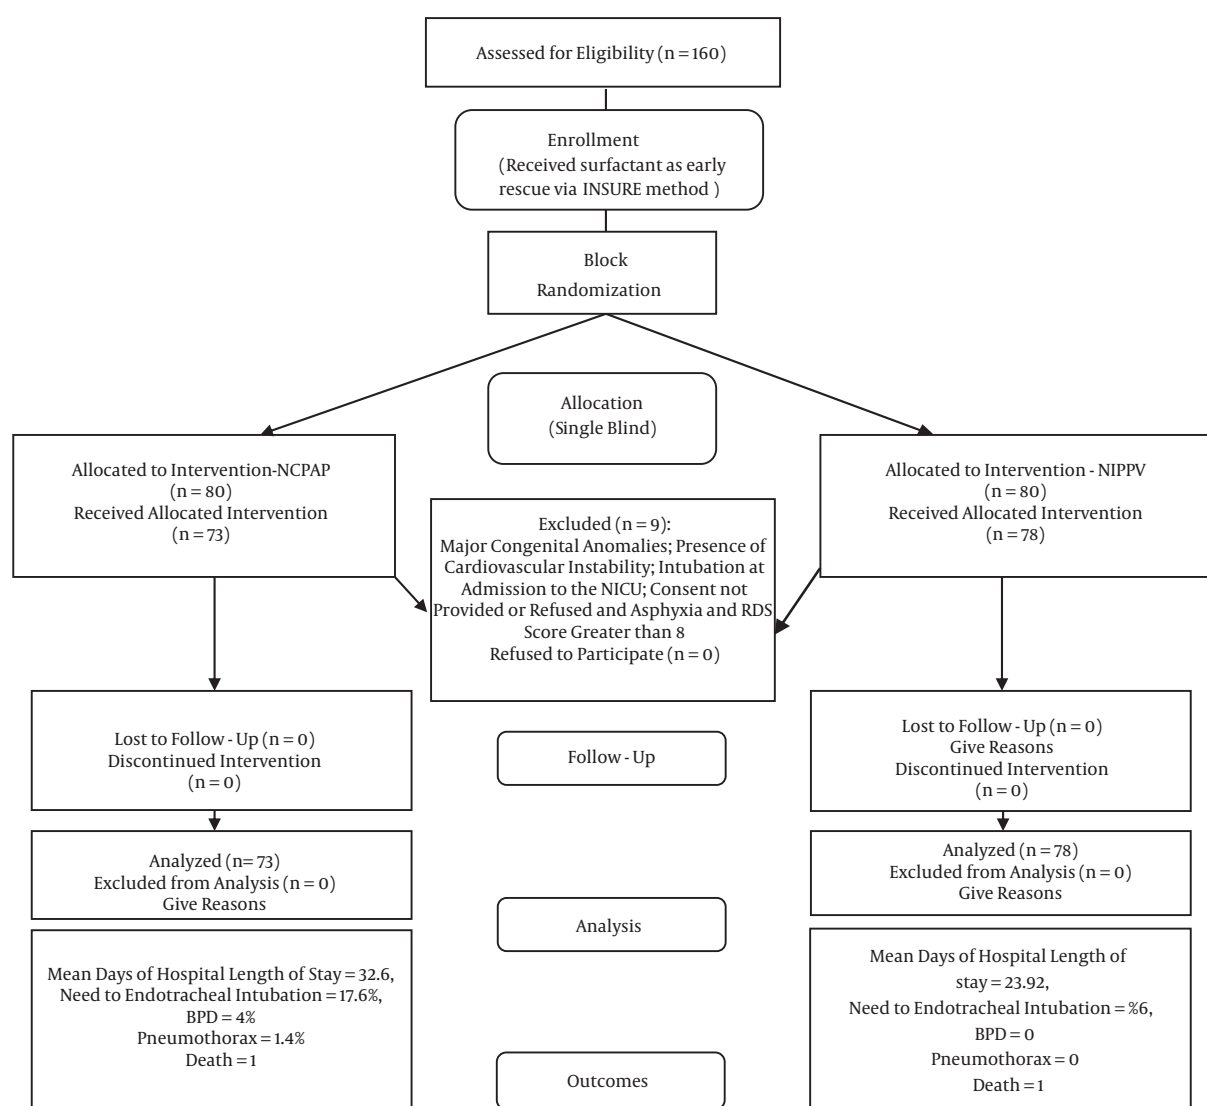 Assessed for Eligibility (n = 160)
Enrollment
(Received surfactant as early
rescue via INSURE method )
Block
Randomization
Allocation
(Single Blind)
Allocated to Intervention-NCPAP
(n = 80)
Received Allocated Intervention
(n = 73)
Allocated to Intervention - NIPPV
(n = 80)
Received Allocated Intervention
(n = 78)
Excluded (n = 9):
Major Congenital Anomalies; Presence of
Cardiovascular Instability; Intubation at
Admission to the NICU; Consent not
Provided or Refused and Asphyxia and RDS
Score Greater than 8
Refused to Participate (n = 0)
Lost to Follow - Up (n = 0)
Discontinued Intervention
(n = 0)
Follow - Up
Lost to Follow - Up (n = 0)
Give Reasons
Discontinued Intervention
(n = 0)
Analyzed (n= 73)
Excluded from Analysis (n = 0)
Give Reasons
Analysis
Analyzed (n = 78)
Excluded from Analysis (n = 0)
Give Reasons
Mean Days of Hospital Length of Stay = 32.6,
Need to Endotracheal Intubation = 17.6%,
BPD = 4%
Pneumothorax = 1.4%
Death = 1
Outcomes
Mean Days of Hospital Length of
stay = 23.92,
Need to Endotracheal Intubation = %6,
BPD = 0
Pneumothorax = 0
Death = 1